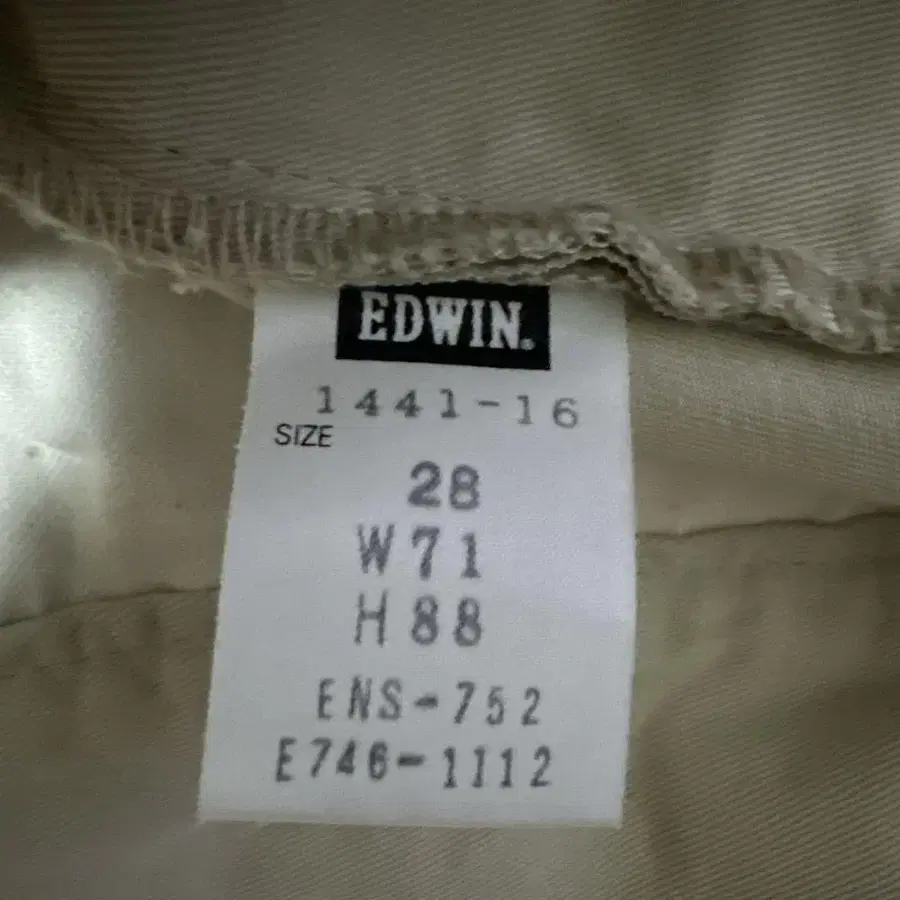 EDWIN.
1441-16
SIZE
28
W71
H88
ENS-752
E746-1112